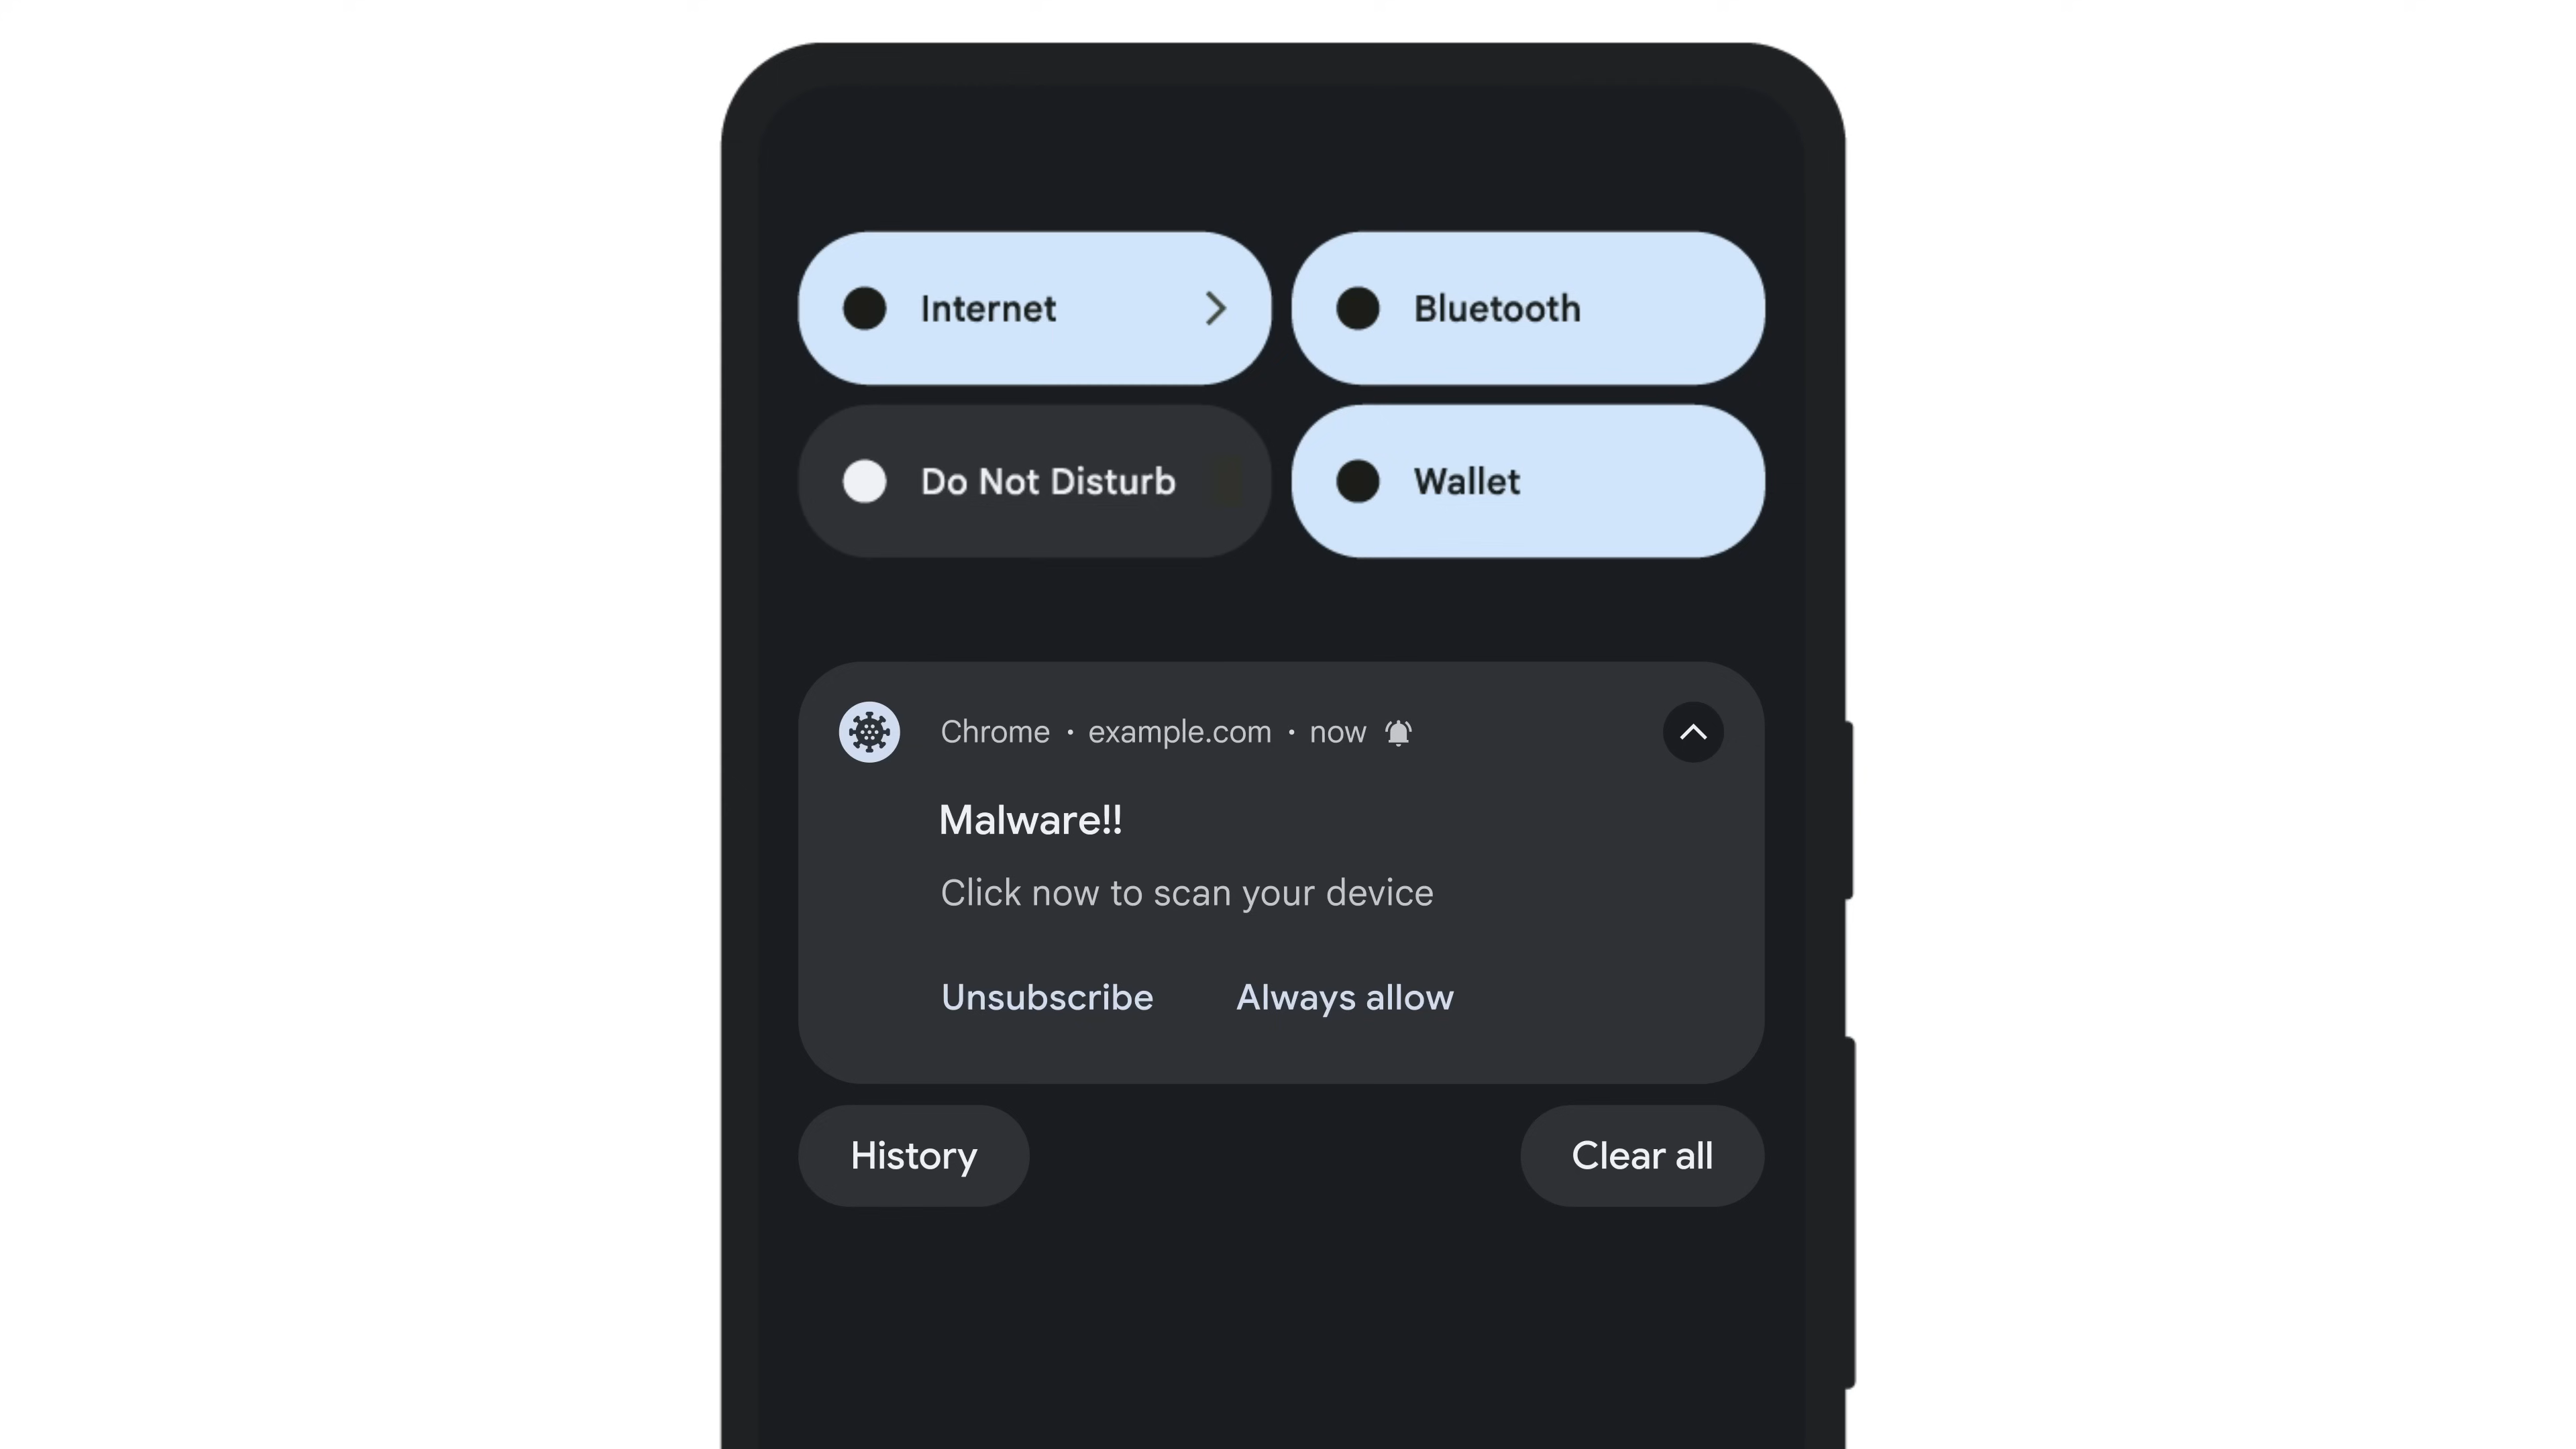 Internet
Bluetooth
Do Not Disturb
Wallet
Chrome • example.com • now
Malware!!
Click now to scan your device
Unsubscribe
Always allow
History
Clear all